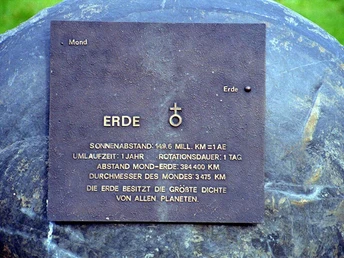 Mond
Erde
ERDE
SONNENABSTAND: 149,6 MILL. KM = 1 AE
UMLAUFZEIT: 1 JAHR ROTATIONSDAUER: 1 TAG
ABSTAND MOND-ERDE: 384 400 KM
DURCHMESSER DES MONDES: 3 475 KM
DIE ERDE BESITZT DIE GRÖSTE DICHTE
VON ALLEN PLANETEN.